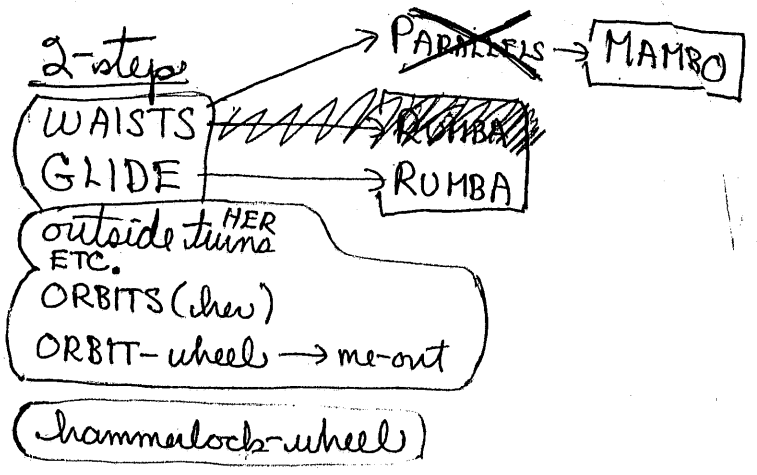 2-step
PARALLELS → MAMBO
WAISTS → RUMBA
GLIDE → RUMBA
outside turns HER
ETC.
ORBITS (her)
ORBIT-wheel → me-out
hammerlock-wheel